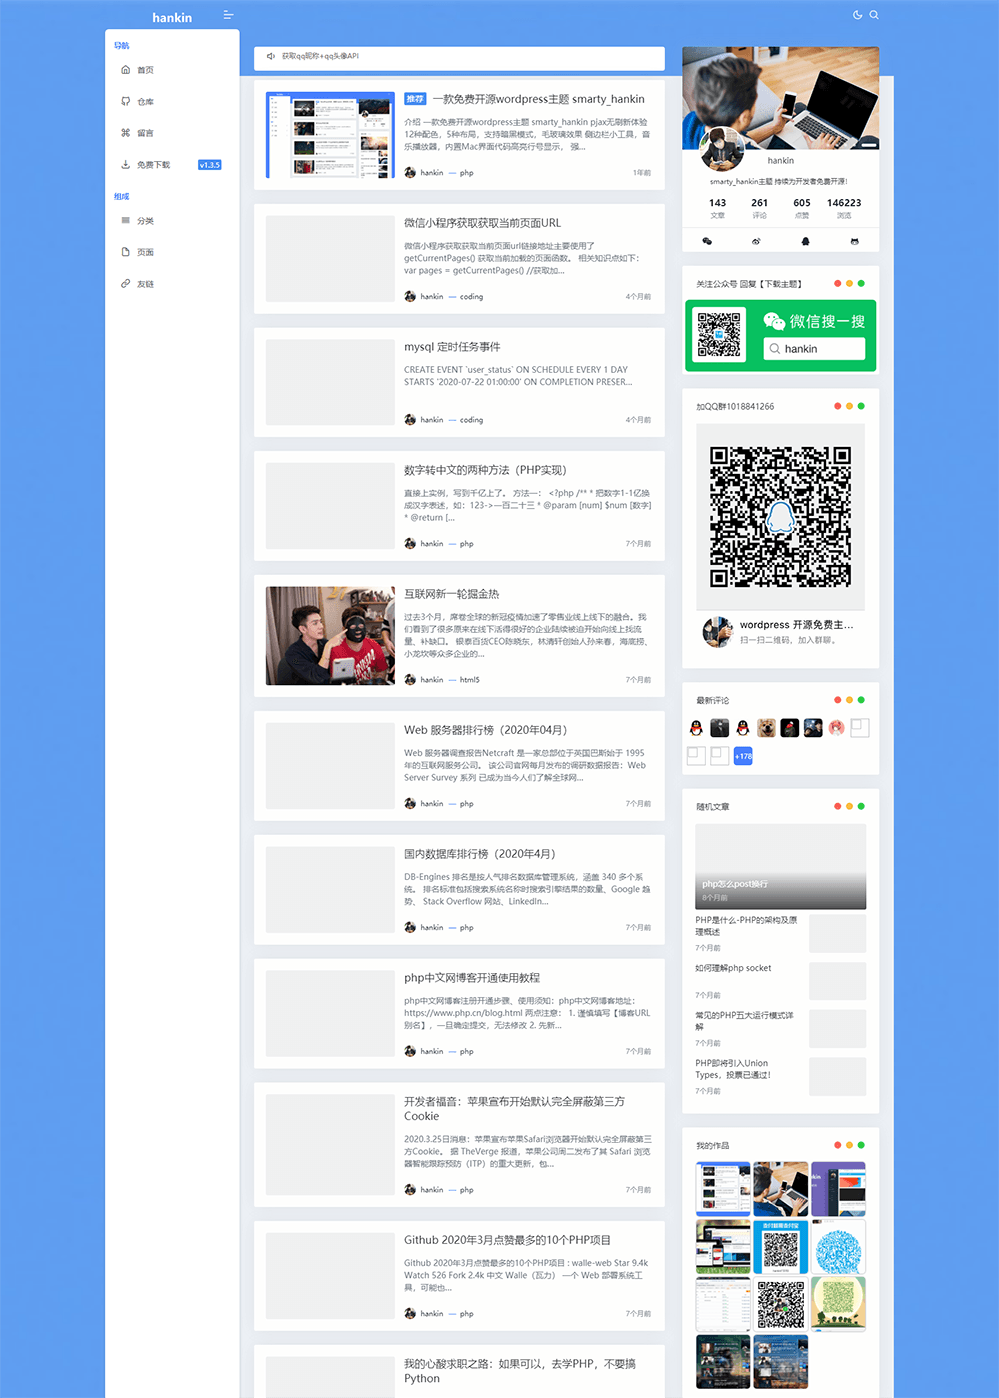 hankin
导航
首页
仓库
留言
免费下载 v1.3.5
组成
分类
页面
友链
获取qq昵称+qq头像API
推荐 一款免费开源wordpress主题 smarty_hankin
介绍 一款免费开源wordpress主题 smarty_hankin pjax无刷新体验
12种配色，5种布局，支持暗黑模式，毛玻璃效果 侧边栏小工具，音
乐播放器，内置Mac界面代码高亮行号显示， 强...
hankin — php 1年前
微信小程序获取获取当前页面URL
微信小程序获取获取当前页面url链接地址主要使用了
getCurrentPages() 获取当前加载的页面函数。 相关知识点如下：
var pages = getCurrentPages() //获取加...
hankin — coding 4个月前
mysql 定时任务事件
CREATE EVENT `user_status` ON SCHEDULE EVERY 1 DAY
STARTS '2020-07-22 01:00:00' ON COMPLETION PRESER...
hankin — coding 4个月前
数字转中文的两种方法（PHP实现）
直接上实例，写到千亿上了。 方法一： <?php /** * 把数字1-1亿换
成汉字表述，如：123->一百二十三 * @param [num] $num [数字]
* @return [...
hankin — php 7个月前
互联网新一轮掘金热
过去3个月，席卷全球的新冠疫情加速了零售业线上线下的融合。我
们看到了很多原来在线下活得很好的企业陆续被迫开始向线上找流
量、补缺口。 银泰百货CEO陈晓东，林清轩创始人孙来春，海底捞、
小龙坎等众多企业的...
hankin — html5 7个月前
Web 服务器排行榜（2020年04月）
Web 服务器调查报告Netcraft 是一家总部位于英国巴斯始于 1995
年的互联网服务公司。 该公司官网每月发布的调研数据报告：Web
Server Survey 系列 已成为当今人们了解全球网...
hankin — php 7个月前
国内数据库排行榜（2020年4月）
DB-Engines 排名是按人气排名数据库管理系统，涵盖 340 多个系
统。 排名标准包括搜索系统名称时搜索引擎结果的数量、Google 趋
势、 Stack Overflow 网站、LinkedIn...
hankin — php 7个月前
php中文网博客开通使用教程
php中文网博客注册开通步骤、使用须知：php中文网博客地址：
https://www.php.cn/blog.html 两点注意： 1. 谨慎填写【博客URL
别名】，一旦确定提交，无法修改 2. 先新...
hankin — php 7个月前
开发者福音：苹果宣布开始默认完全屏蔽第三方
Cookie
2020.3.25日消息：苹果宣布苹果Safari浏览器开始默认完全屏蔽第三
方Cookie。 据 TheVerge 报道，苹果公司周二发布了其 Safari 浏览
器智能跟踪预防（ITP）的重大更新，包...
hankin — php 7个月前
Github 2020年3月点赞最多的10个PHP项目
Github 2020年3月点赞最多的10个PHP项目：walle-web Star 9.4k
Watch 526 Fork 2.4k 中文 Walle（瓦力） 一个 Web 部署系统工
具，可能也...
hankin — php 7个月前
我的心酸求职之路：如果可以，去学PHP，不要搞
Python
hankin
smarty_hankin主题 持续为开发者免费开源！
143 261 605 146223
文章 评论 点赞 浏览
关注公众号 回复【下载主题】
微信搜一搜
hankin
加QQ群1018841266
wordpress 开源免费主...
扫一扫二维码，加入群聊。
最新评论
+178
随机文章
php怎么post换行
8个月前
PHP是什么-PHP的架构及原
理概述
7个月前
如何理解php socket
7个月前
常见的PHP五大运行模式详
解
7个月前
PHP即将引入Union
Types，投票已通过！
7个月前
我的作品